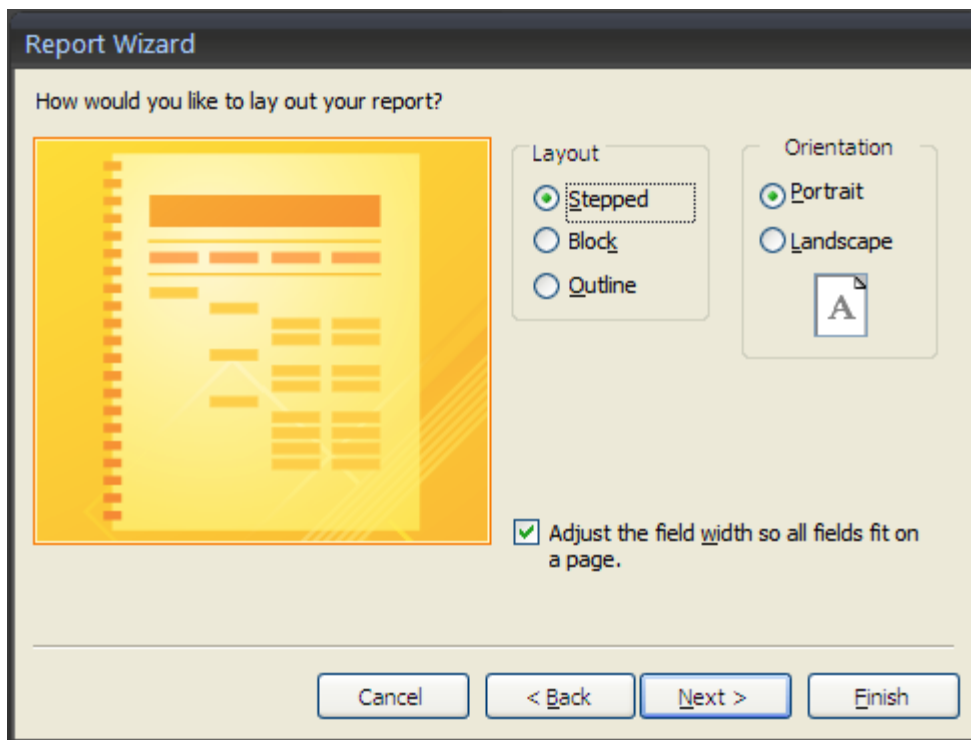 Report Wizard
How would you like to lay out your report?
Layout
Stepped
Block
Outline
Orientation
Portrait
Landscape
A
Adjust the field width so all fields fit on
a page.
Cancel
< Back
Next >
Finish